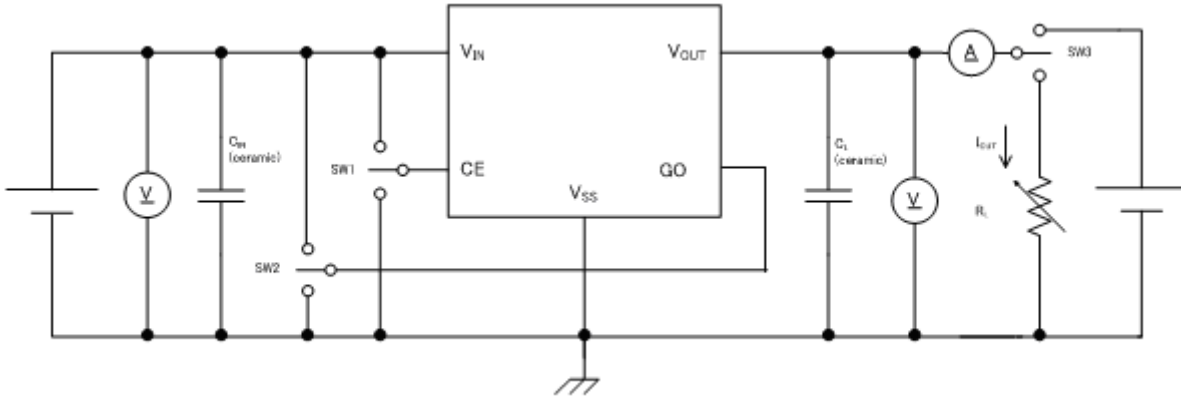 VIN
VOUT
A
SW3
CIN
(ceramic)
SW1
CE
GO
CL
(ceramic)
IOUT
V
VSS
V
RL
SW2